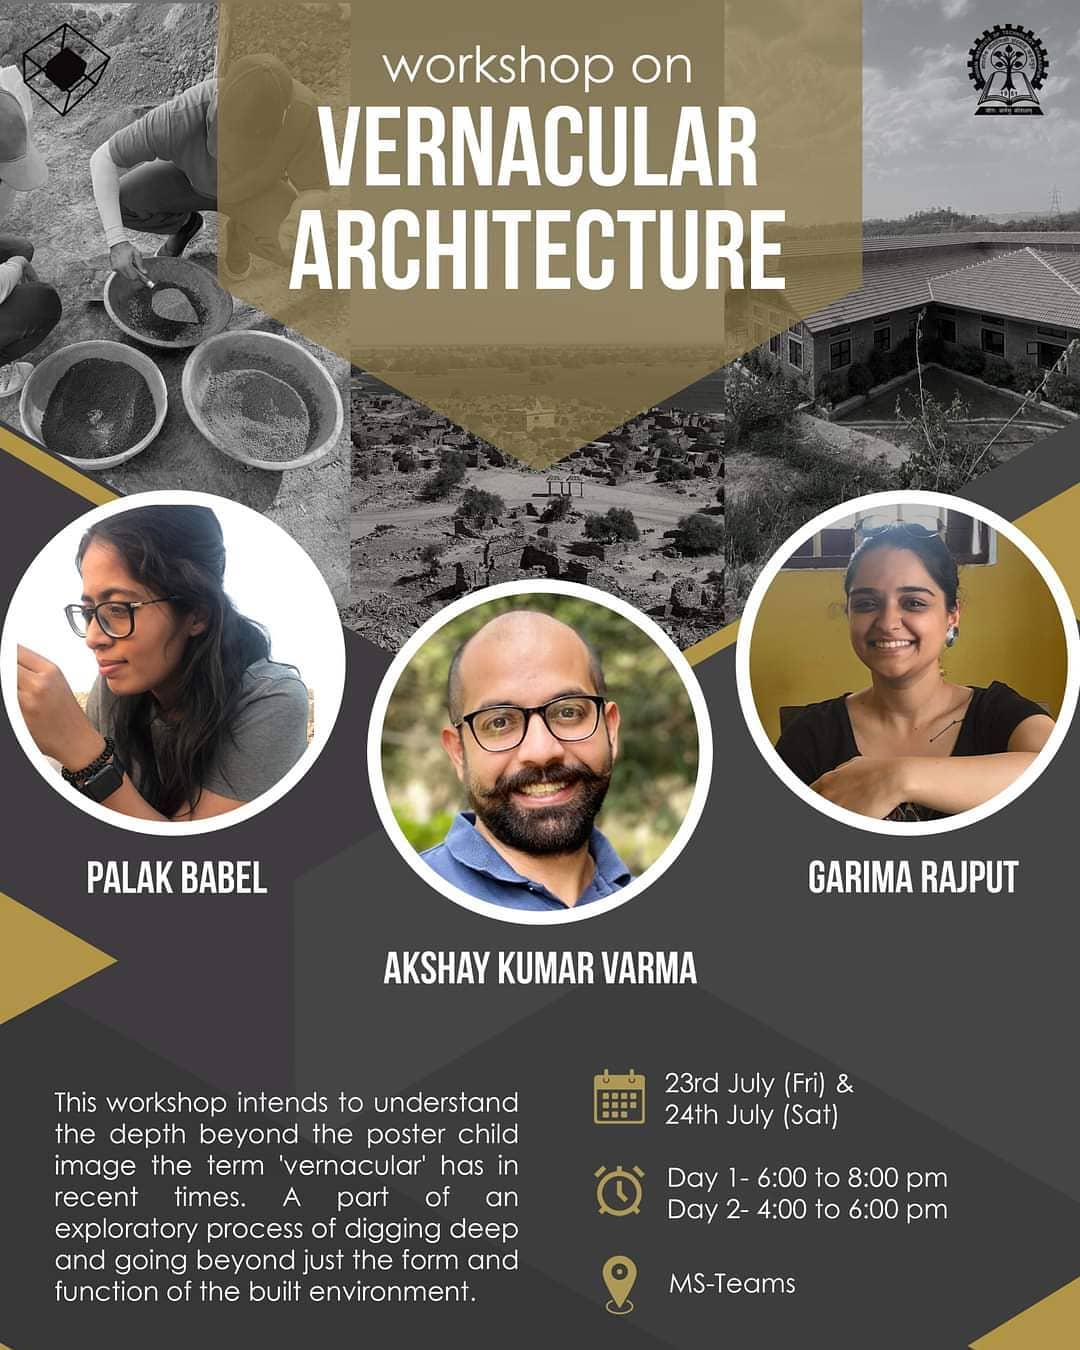 workshop on
VERNACULAR
ARCHITECTURE
1951
PALAK BABEL
AKSHAY KUMAR VARMA
GARIMA RAJPUT
This workshop intends to understand
the depth beyond the poster child
image the term 'vernacular' has in
recent times. A part of an
exploratory process of digging deep
and going beyond just the form and
function of the built environment.
23rd July (Fri) &
24th July (Sat)
Day 1- 6:00 to 8:00 pm
Day 2- 4:00 to 6:00 pm
MS-Teams